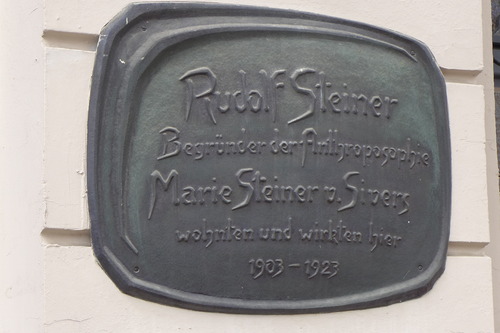 Rudolf Steiner
Begründer der Anthroposophie
Marie Steiner v. Sivers
wohnten und wirkten hier
1903 – 1923